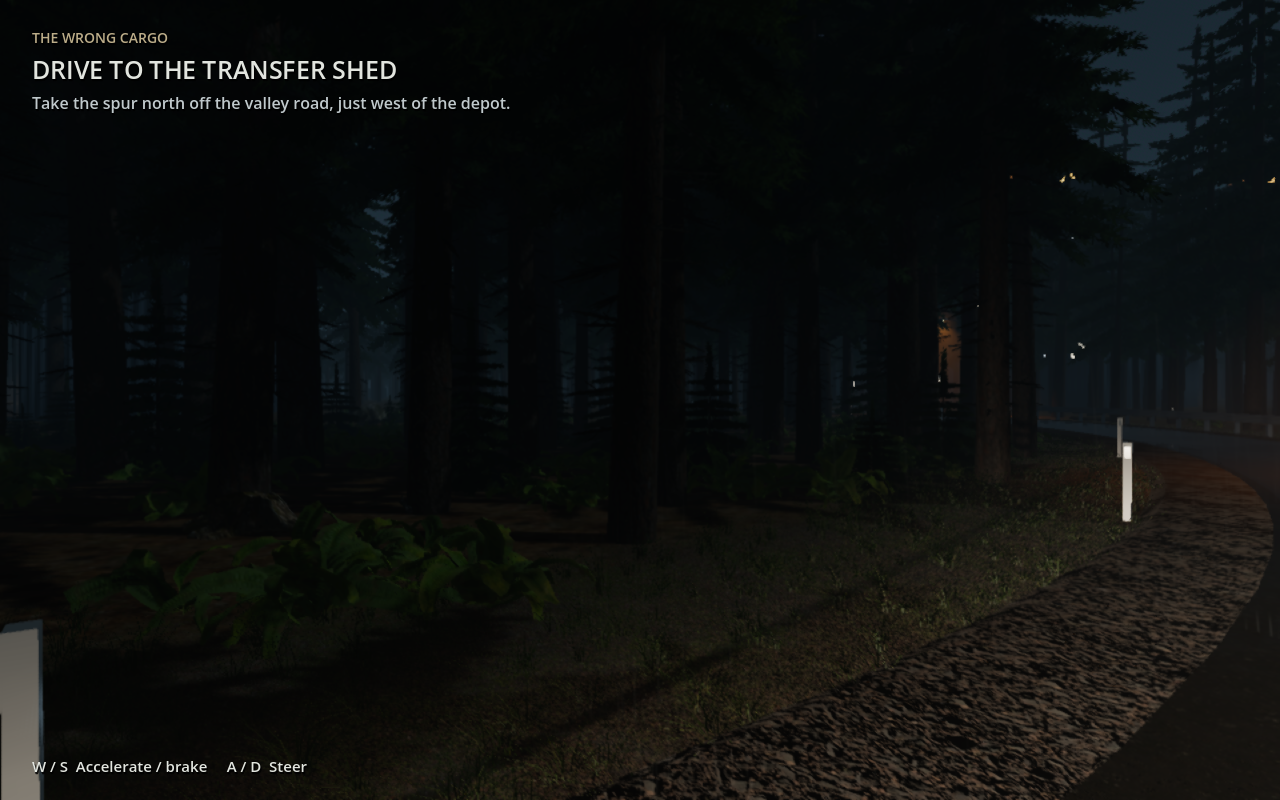 THE WRONG CARGO
DRIVE TO THE TRANSFER SHED
Take the spur north off the valley road, just west of the depot.
W / S Accelerate / brake A / D Steer